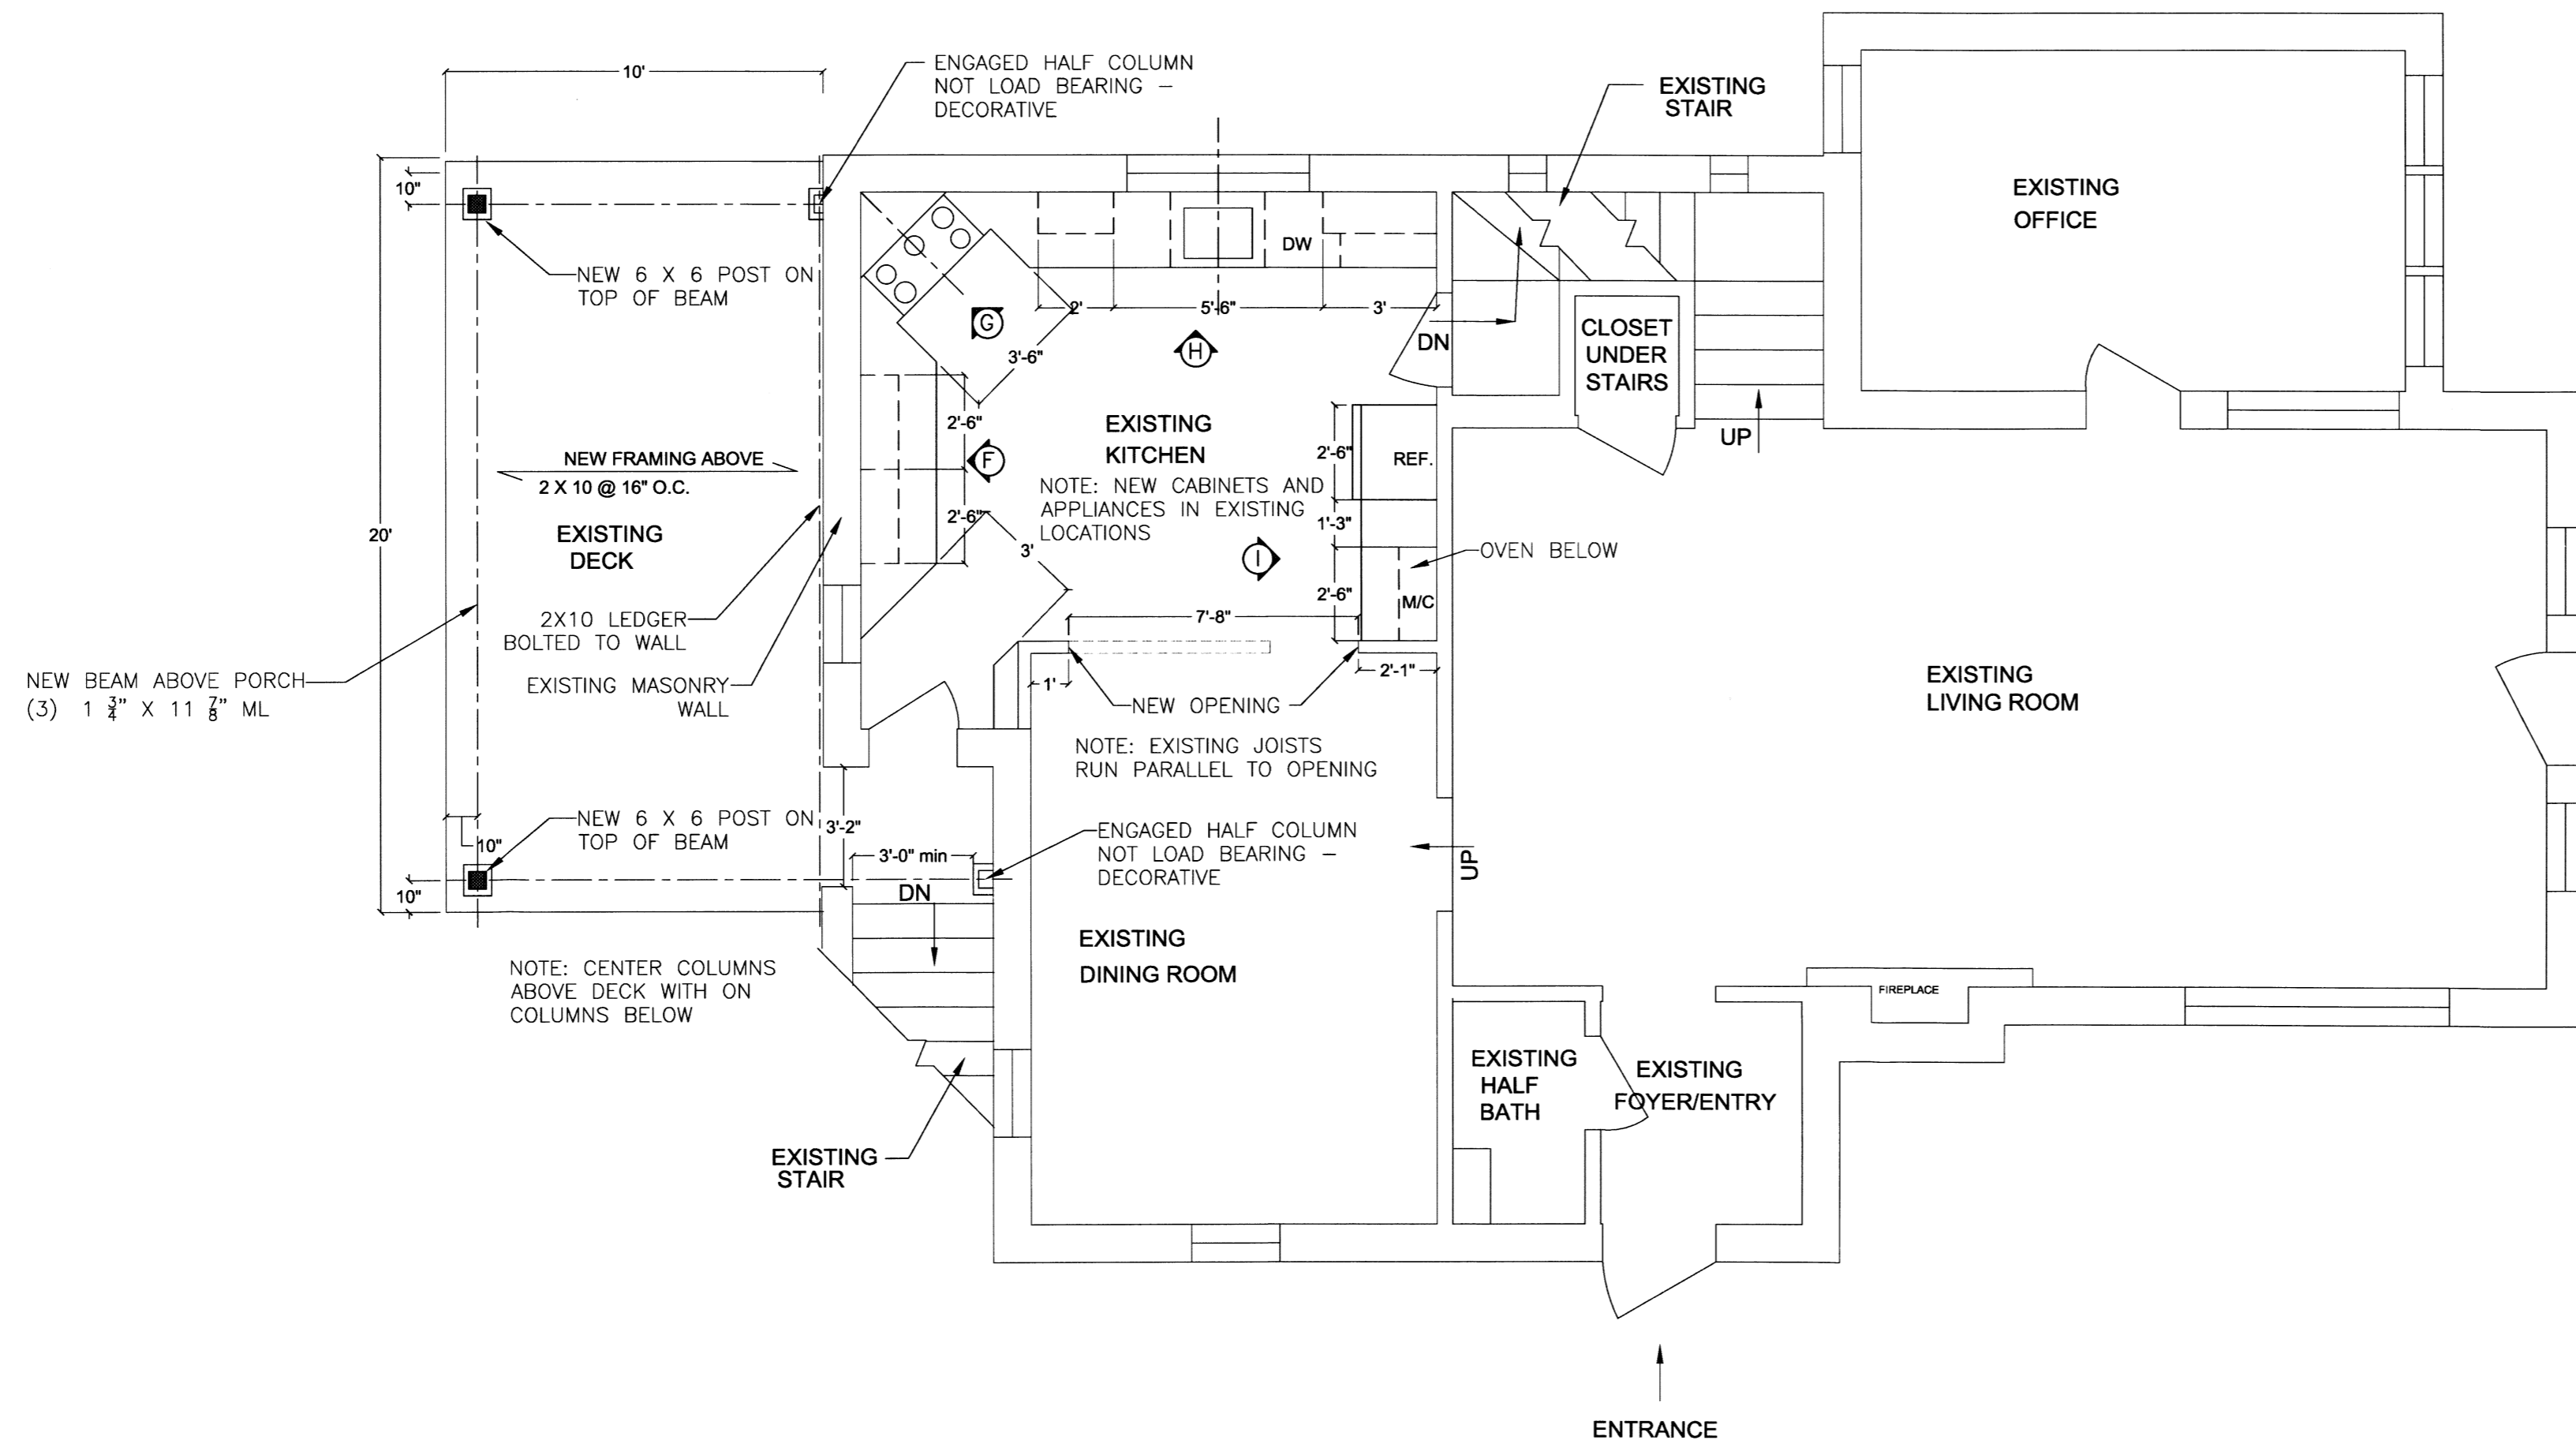 10'
ENGAGED HALF COLUMN
NOT LOAD BEARING –
DECORATIVE
EXISTING
STAIR
10"
EXISTING
OFFICE
DW
NEW 6 X 6 POST ON
TOP OF BEAM
2'
5'-6"
3'
G
H
3'-6"
DN
CLOSET
UNDER
STAIRS
UP
2'-6"
EXISTING
KITCHEN
NOTE: NEW CABINETS AND
APPLIANCES IN EXISTING
LOCATIONS
F
2'-6"
REF.
NEW FRAMING ABOVE
2 X 10 @ 16" O.C.
EXISTING
DECK
20'
2'-6"
3'
1'-3"
I
OVEN BELOW
2'-6"
M/C
2X10 LEDGER
BOLTED TO WALL
7'-8"
NEW BEAM ABOVE PORCH
(3) 1 3/4" X 11 7/8" ML
EXISTING MASONRY
WALL
1'
2'-1"
NEW OPENING
EXISTING
LIVING ROOM
NOTE: EXISTING JOISTS
RUN PARALLEL TO OPENING
NEW 6 X 6 POST ON
TOP OF BEAM
3'-2"
10"
10"
3'-0" min
DN
ENGAGED HALF COLUMN
NOT LOAD BEARING –
DECORATIVE
UP
EXISTING
DINING ROOM
NOTE: CENTER COLUMNS
ABOVE DECK WITH ON
COLUMNS BELOW
FIREPLACE
EXISTING
HALF
BATH
EXISTING
FOYER/ENTRY
EXISTING
STAIR
ENTRANCE